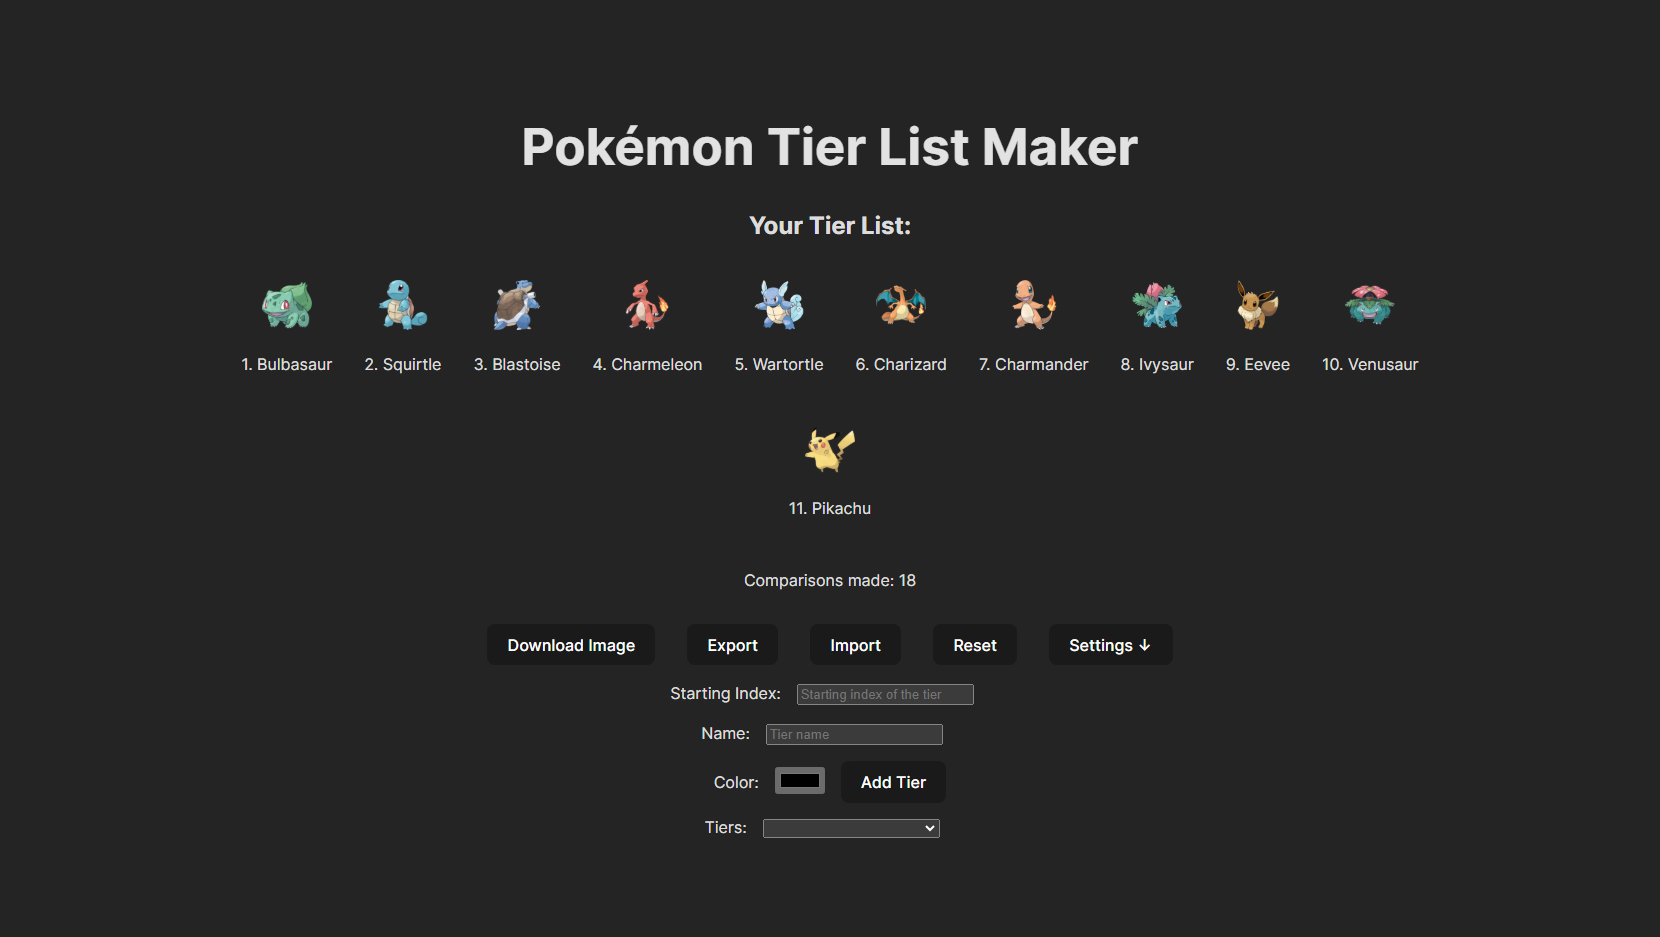 Pokémon Tier List Maker
Your Tier List:
1. Bulbasaur 2. Squirtle 3. Blastoise 4. Charmeleon 5. Wartortle 6. Charizard 7. Charmander 8. Ivysaur 9. Eevee 10. Venusaur
11. Pikachu
Comparisons made: 18
Download Image Export Import Reset Settings ↓
Starting Index: Starting index of the tier
Name: Tier name
Color: Add Tier
Tiers: